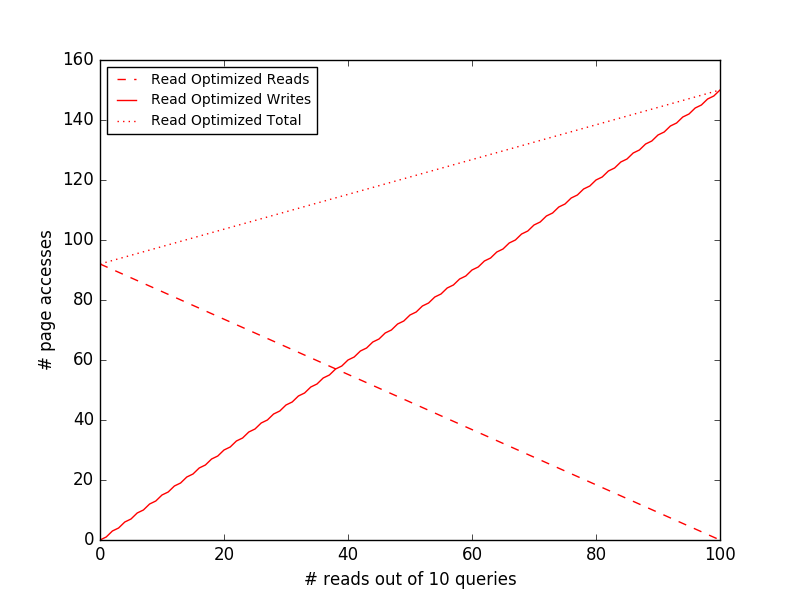 Read Optimized Reads
Read Optimized Writes
Read Optimized Total
160
140
120
100
80
60
40
20
0
# page accesses
0 20 40 60 80 100
# reads out of 10 queries